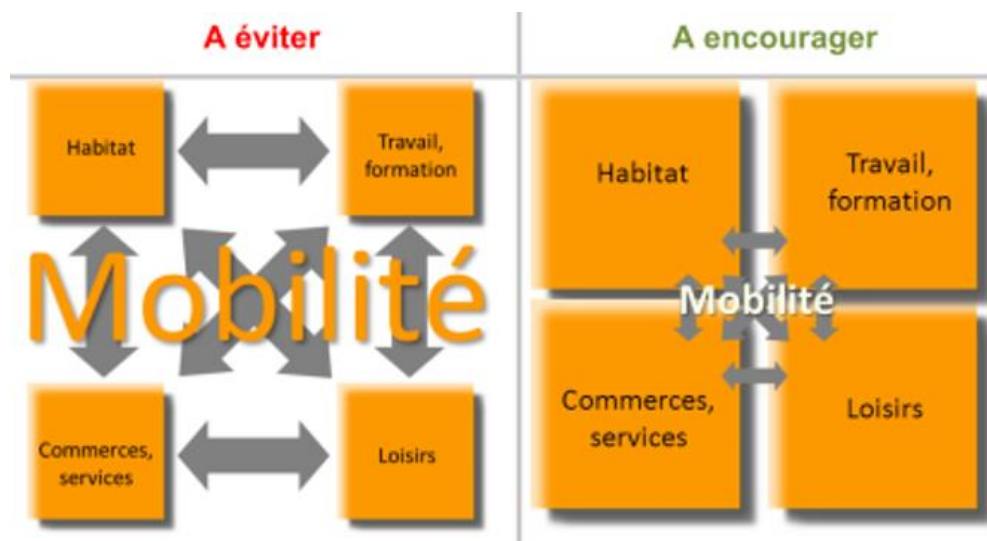 A éviter
A encourager
Habitat
Travail,
formation
Mobilité
Commerces,
services
Loisirs
Habitat
Travail,
formation
Mobilité
Commerces,
services
Loisirs